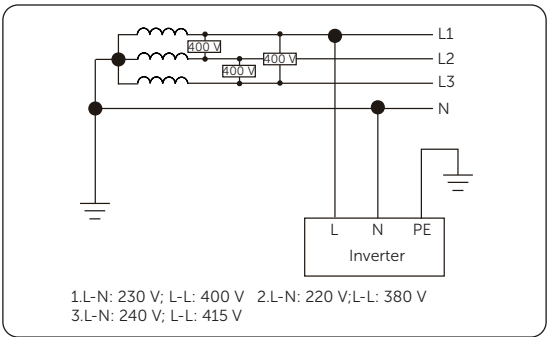 L1
400 V
L2
400 V
400 V
L3
N
L N PE
Inverter
1.L-N: 230 V; L-L: 400 V 2.L-N: 220 V;L-L: 380 V
3.L-N: 240 V; L-L: 415 V